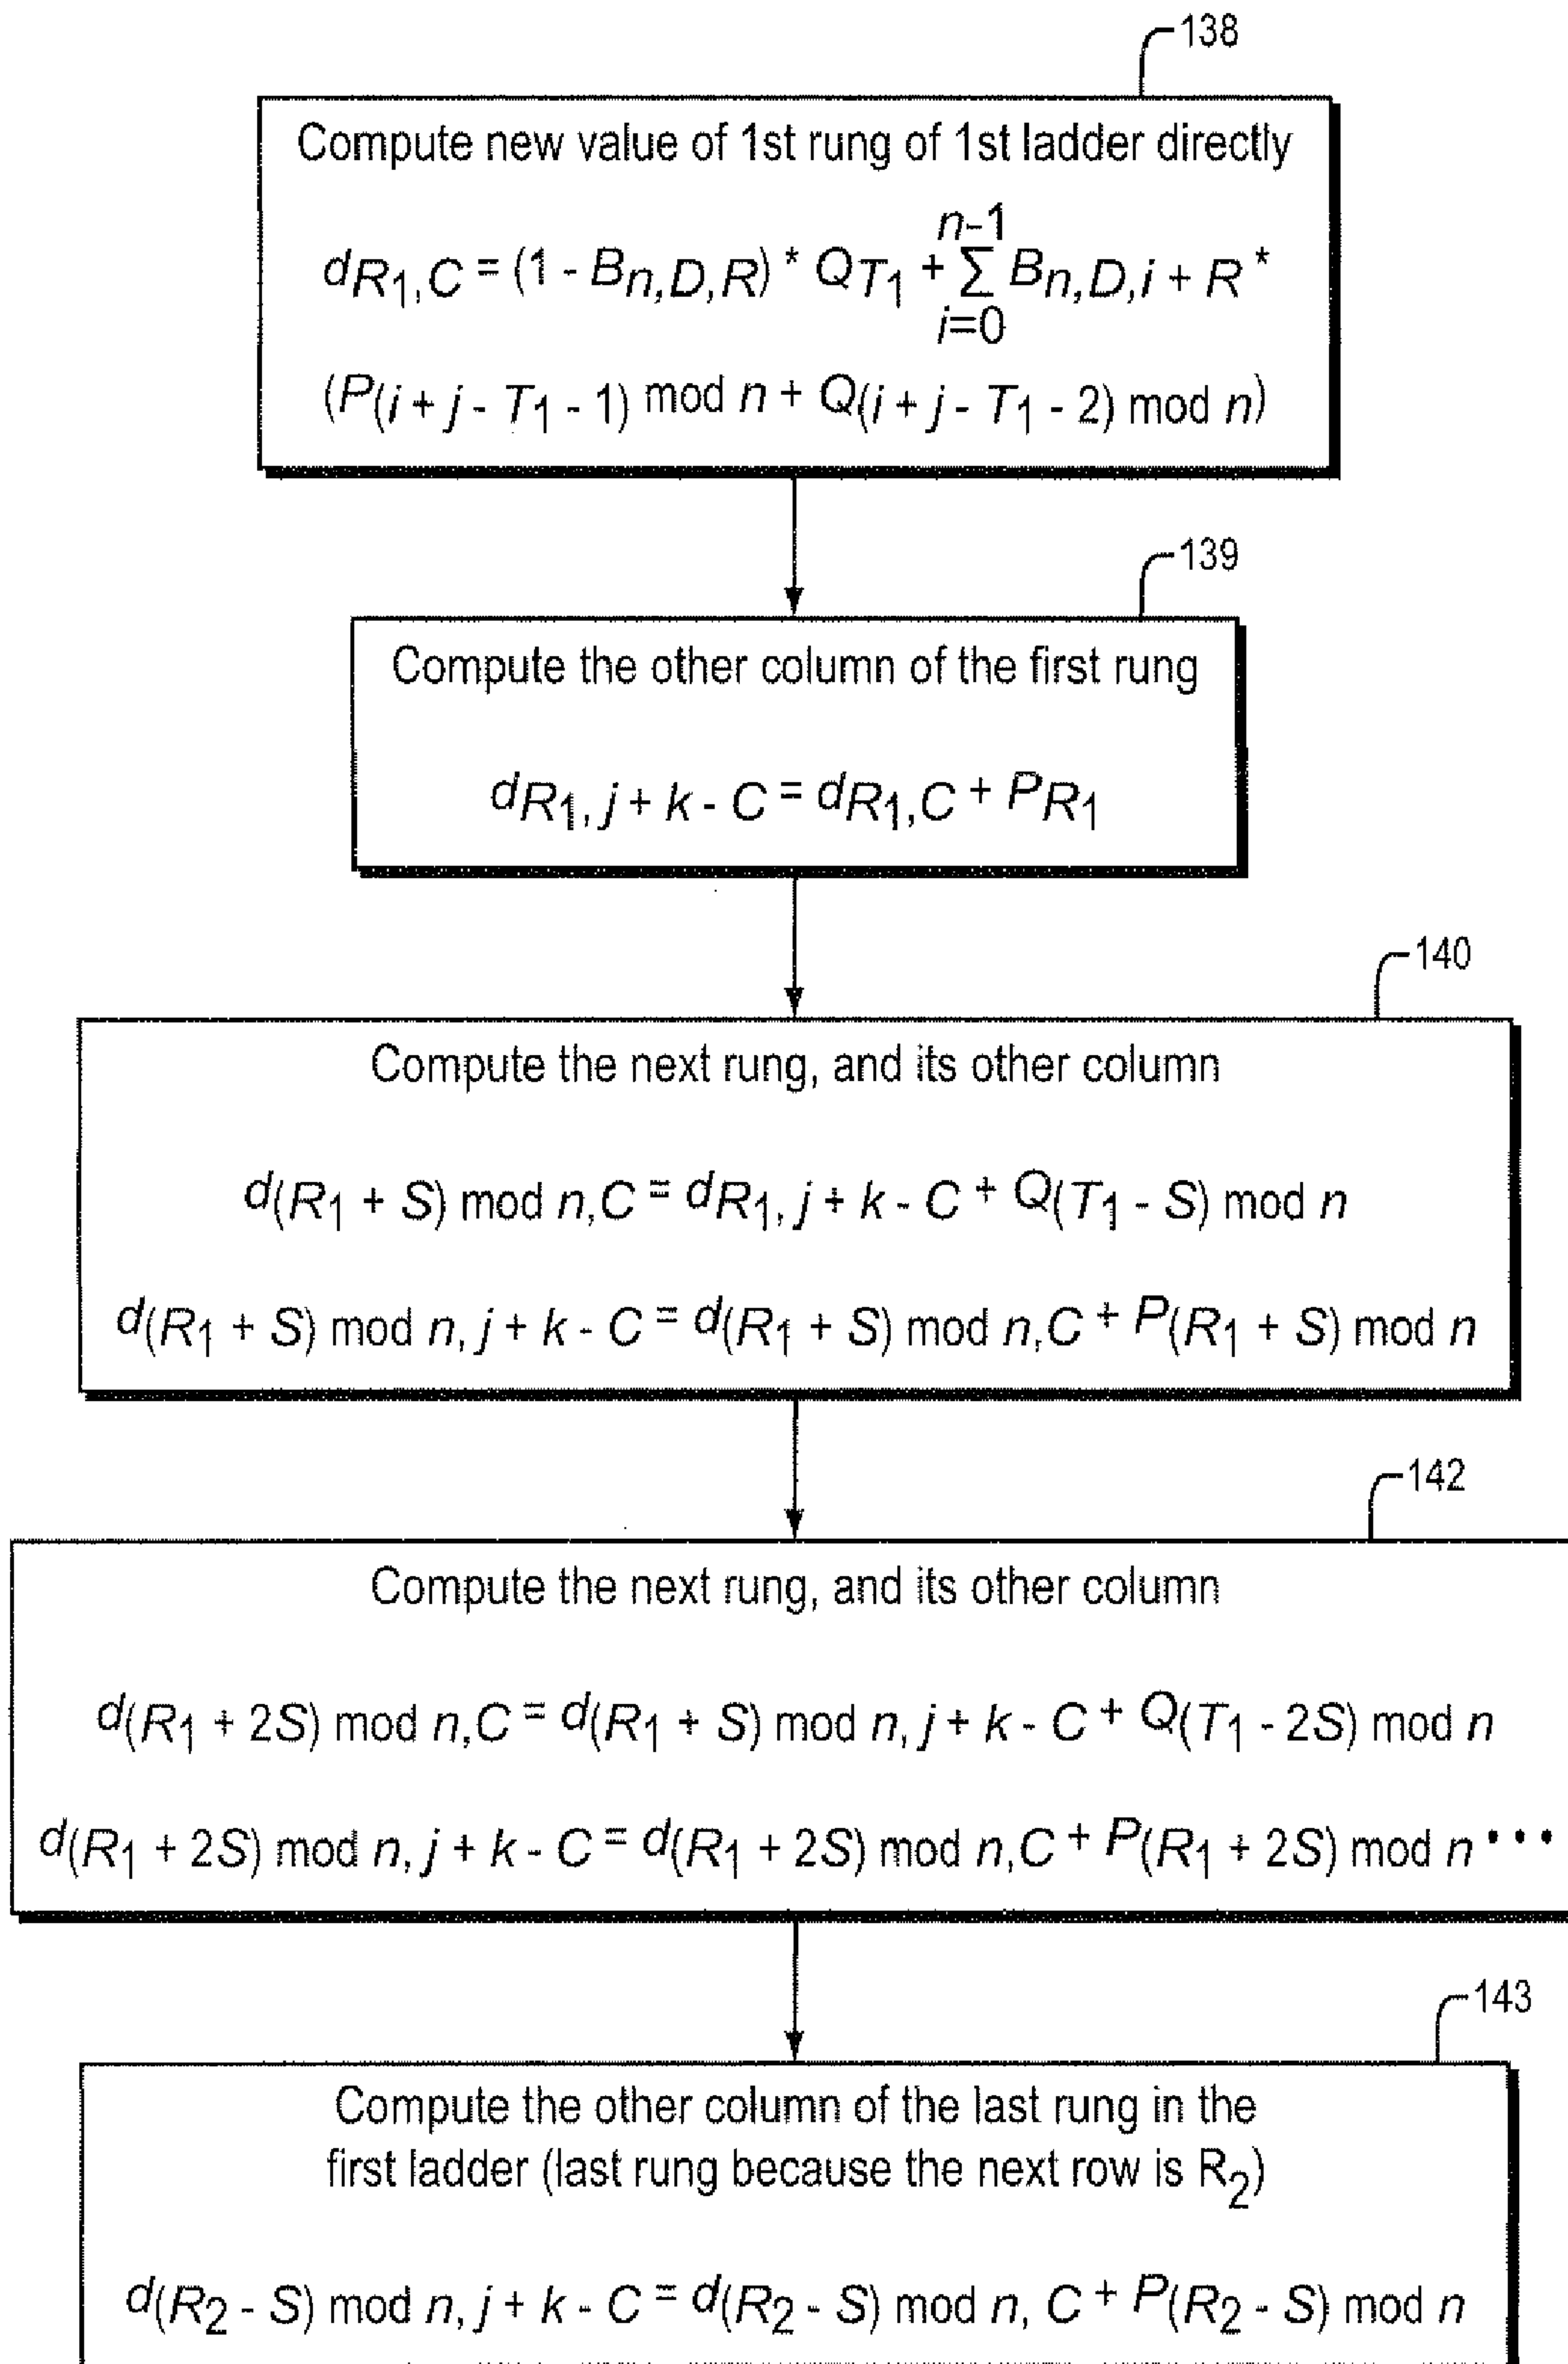 138
Compute new value of 1st rung of 1st ladder directly
n-1
dR1,C = (1 - Bn,D,R) * QT1 + Σ Bn,D,i + R *
i=0
(P(i + j - T1 - 1) mod n + Q(i + j - T1 - 2) mod n)
139
Compute the other column of the first rung
dR1, j + k - C = dR1,C + PR1
140
Compute the next rung, and its other column
d(R1 + S) mod n,C = dR1, j + k - C + Q(T1 - S) mod n
d(R1 + S) mod n, j + k - C = d(R1 + S) mod n,C + P(R1 + S) mod n
142
Compute the next rung, and its other column
d(R1 + 2S) mod n,C = d(R1 + S) mod n, j + k - C + Q(T1 - 2S) mod n
d(R1 + 2S) mod n, j + k - C = d(R1 + 2S) mod n,C + P(R1 + 2S) mod n •••
143
Compute the other column of the last rung in the
first ladder (last rung because the next row is R2)
d(R2 - S) mod n, j + k - C = d(R2 - S) mod n, C + P(R2 - S) mod n